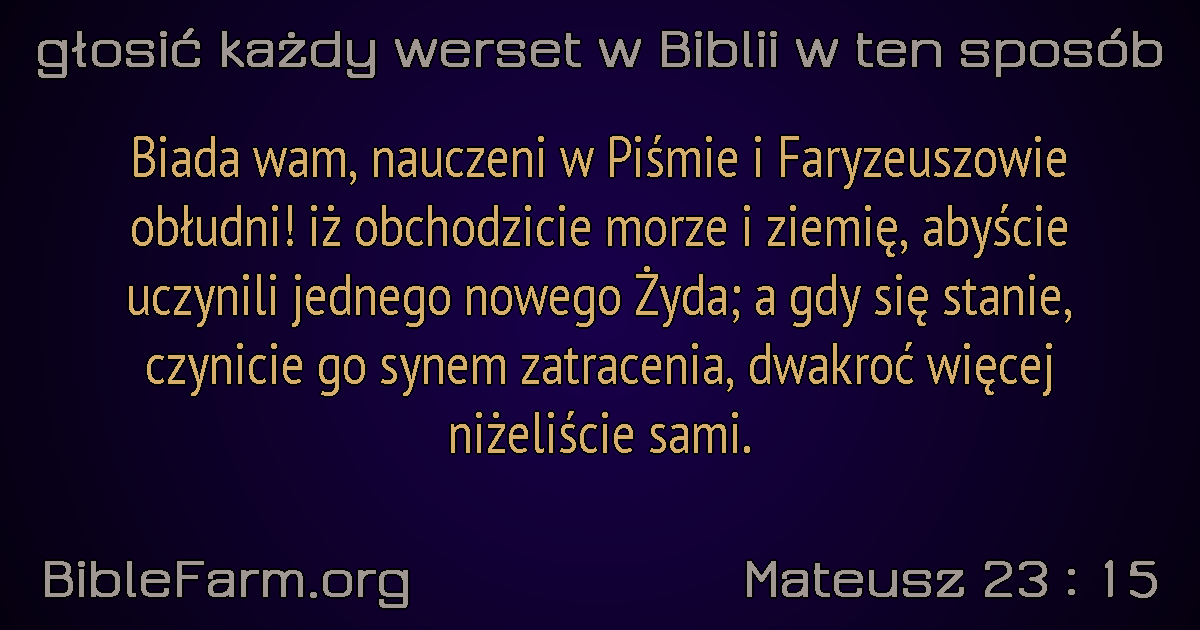 głosić każdy werset w Biblii w ten sposób
Biada wam, nauczeni w Piśmie i Faryzeuszowie
obłudni! iż obchodzicie morze i ziemię, abyście
uczynili jednego nowego Żyda; a gdy się stanie,
czynicie go synem zatracenia, dwakroć więcej
niżeliście sami.
BibleFarm.org
Mateusz 23 : 15